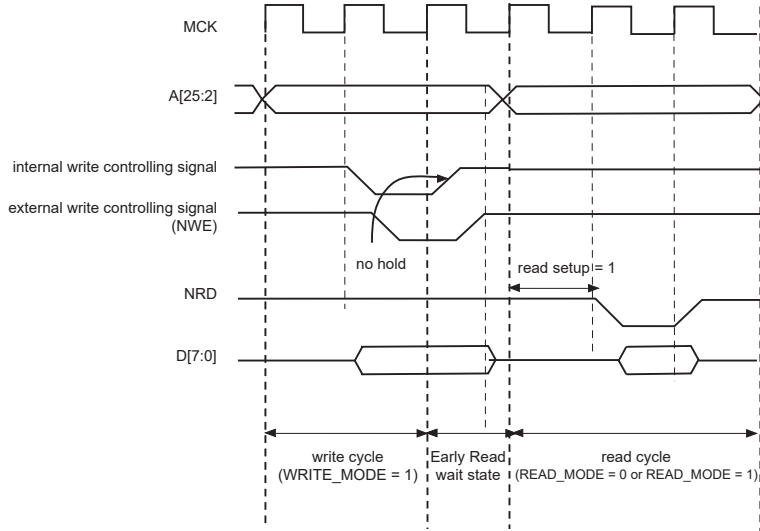 MCK
A[25:2]
internal write controlling signal
external write controlling signal
(NWE)
no hold
read setup = 1
NRD
D[7:0]
write cycle
(WRITE_MODE = 1)
Early Read
wait state
read cycle
(READ_MODE = 0 or READ_MODE = 1)